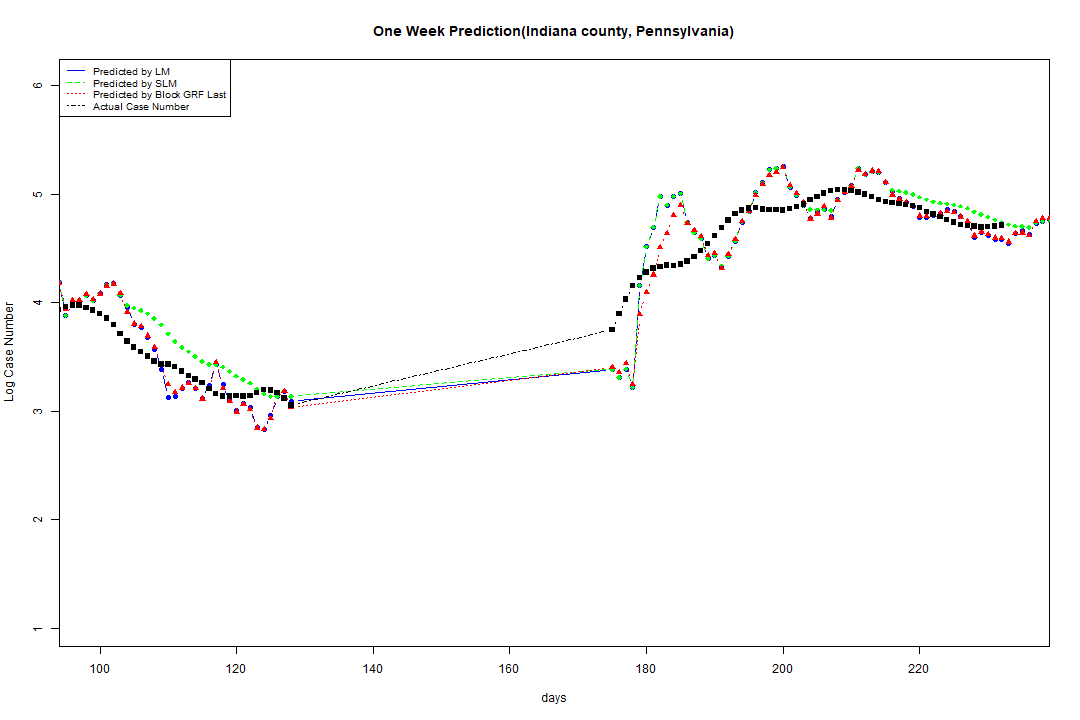 One Week Prediction(Indiana county, Pennsylvania)
Predicted by LM
Predicted by SLM
Predicted by Block GRF Last
Actual Case Number
6
5
4
3
2
1
Log Case Number
100 120 140 160 180 200 220
days